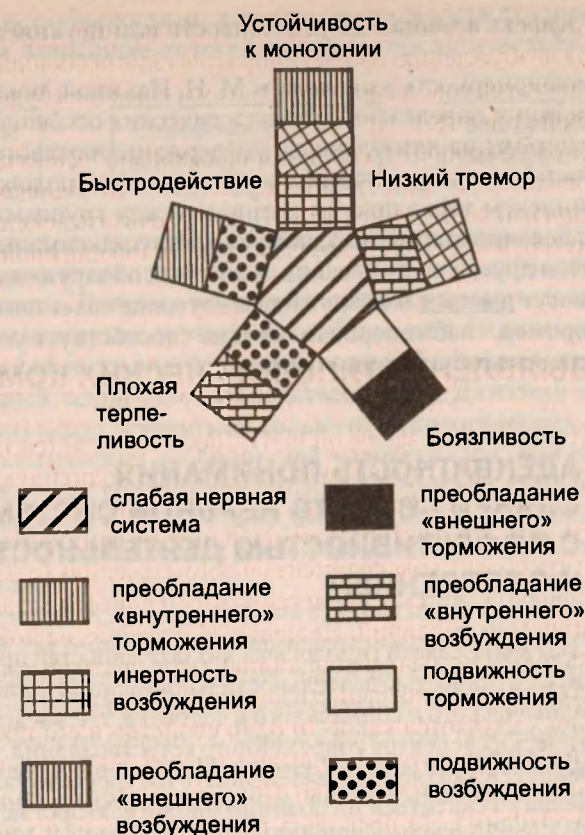 Устойчивость
к монотонии
Быстродействие
Низкий тремор
Плохая
терпе-
ливость
Боязливость
слабая нервная
система
преобладание
«внешнего»
торможения
преобладание
«внутреннего»
торможения
преобладание
«внутреннего»
возбуждения
инертность
возбуждения
подвижность
торможения
преобладание
«внешнего»
возбуждения
подвижность
возбуждения